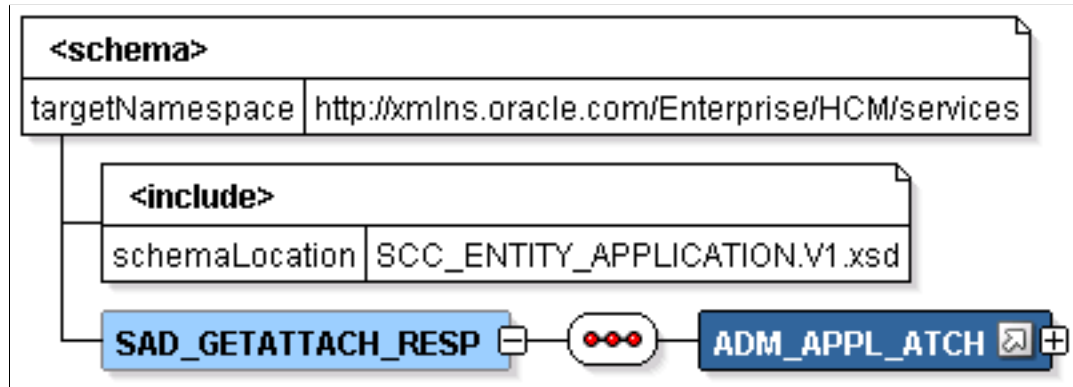 <schema>
targetNamespace http://xmlns.oracle.com/Enterprise/HCM/services
<include>
schemaLocation SCC_ENTITY_APPLICATION.V1.xsd
SAD_GETATTACH_RESP ADM_APPL_ATCH